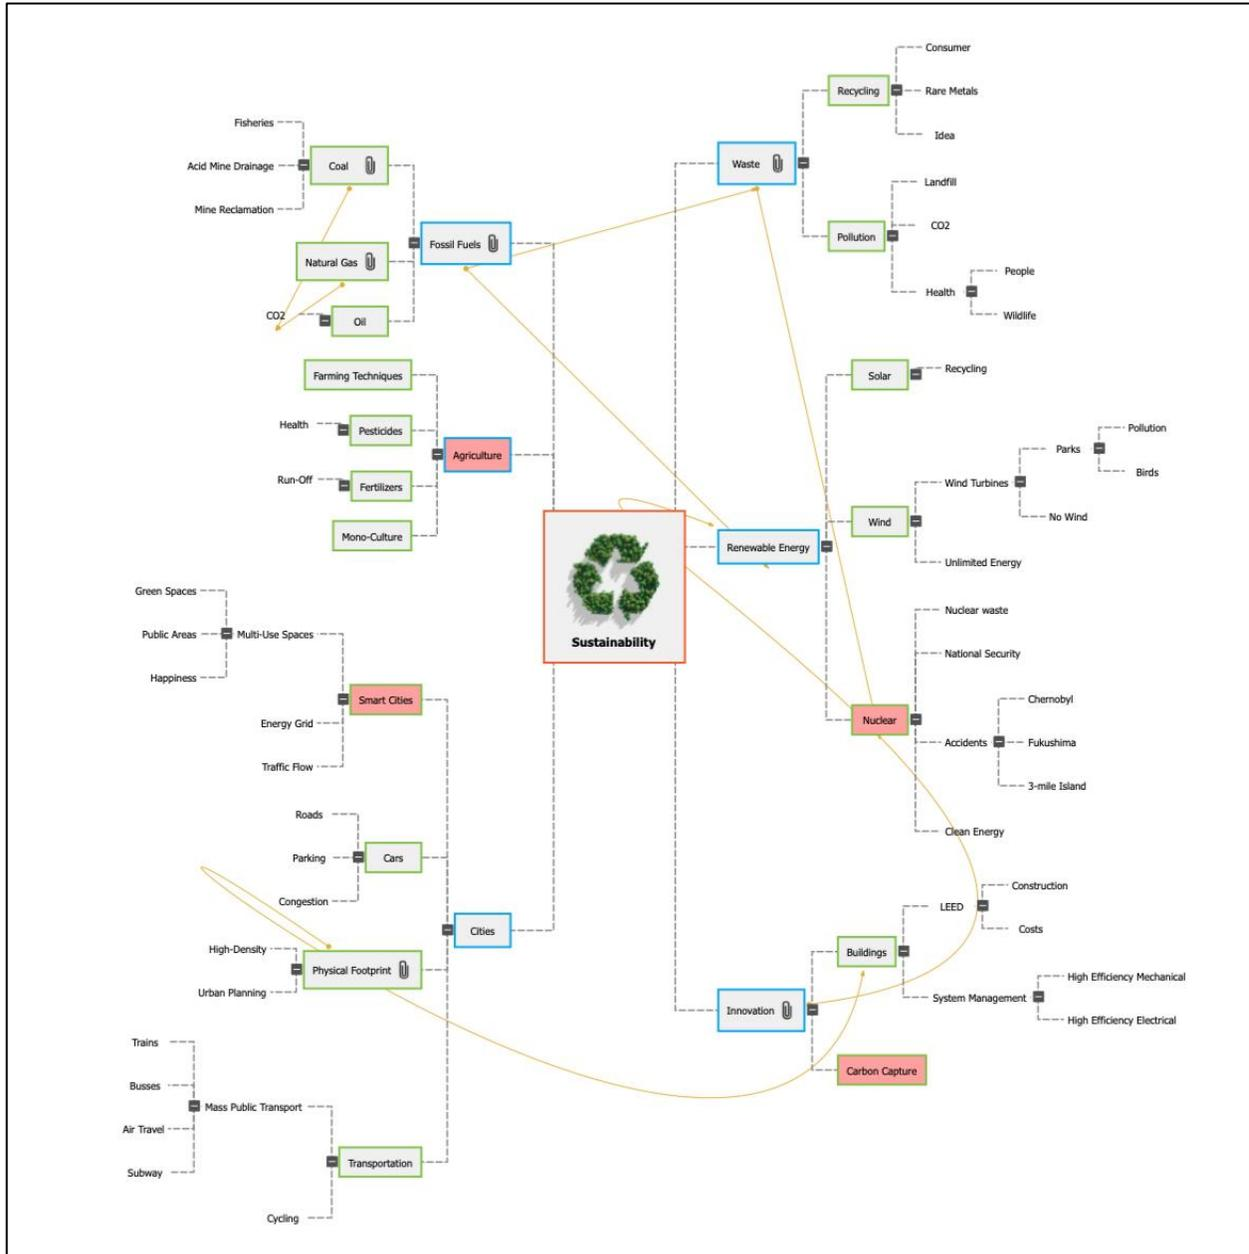 Sustainability
Fossil Fuels
Coal
Fisheries
Acid Mine Drainage
Mine Reclamation
Natural Gas
Oil
CO2
Agriculture
Farming Techniques
Pesticides
Health
Fertilizers
Run-Off
Mono-Culture
Cities
Smart Cities
Multi-Use Spaces
Green Spaces
Public Areas
Happiness
Energy Grid
Traffic Flow
Cars
Roads
Parking
Congestion
Physical Footprint
High-Density
Urban Planning
Transportation
Mass Public Transport
Trains
Busses
Air Travel
Subway
Cycling
Waste
Recycling
Consumer
Rare Metals
Idea
Pollution
Landfill
CO2
Health
People
Wildlife
Renewable Energy
Solar
Recycling
Wind
Wind Turbines
Parks
Pollution
Birds
No Wind
Unlimited Energy
Nuclear
Nuclear waste
National Security
Accidents
Chernobyl
Fukushima
3-mile Island
Clean Energy
Innovation
Buildings
LEED
Construction
Costs
System Management
High Efficiency Mechanical
High Efficiency Electrical
Carbon Capture